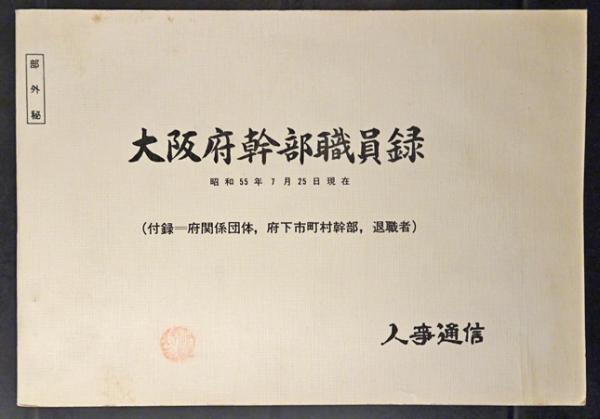 部外秘
大阪府幹部職員録
昭和55年7月25日現在
(付録＝府関係団体，府下市町村幹部，退職者)
人事通信